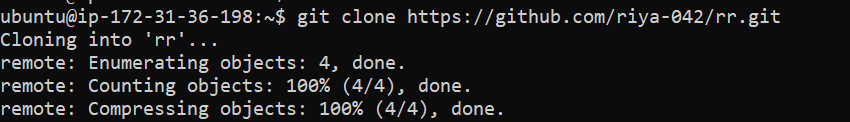 ubuntu@ip-172-31-36-198:~$ git clone https://github.com/riya-042/rr.git
Cloning into 'rr'...
remote: Enumerating objects: 4, done.
remote: Counting objects: 100% (4/4), done.
remote: Compressing objects: 100% (4/4), done.